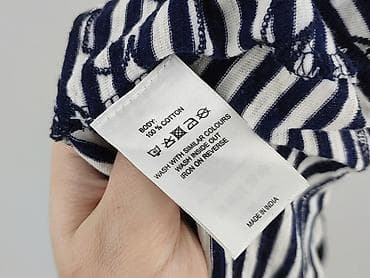 BODY:
100 % COTTON
WASH WITH SIMILAR COLOURS
WASH INSIDE OUT
IRON ON REVERSE
MADE IN INDIA